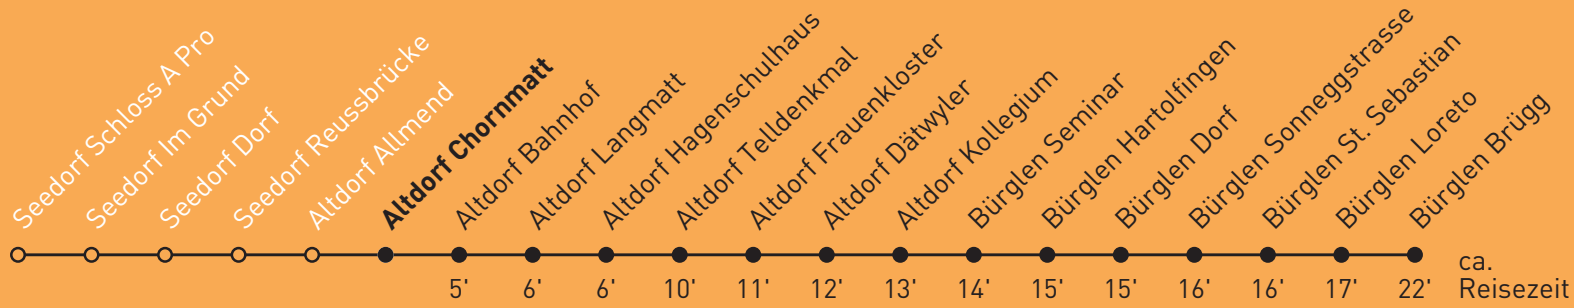 Seedorf Schloss A Pro
Seedorf Im Grund
Seedorf Dorf
Seedorf Reussbrücke
Altdorf Allmend
Altdorf Chornmatt
Altdorf Bahnhof
Altdorf Langmatt
Altdorf Hagenschulhaus
Altdorf Telldenkmal
Altdorf Frauenkloster
Altdorf Dätwyler
Altdorf Kollegium
Bürglen Seminar
Bürglen Hartolfingen
Bürglen Dorf
Bürglen Sonneggstrasse
Bürglen St. Sebastian
Bürglen Loreto
Bürglen Brügg
5' 6' 6' 10' 11' 12' 13' 14' 15' 15' 16' 16' 17' 22'
ca.
Reisezeit